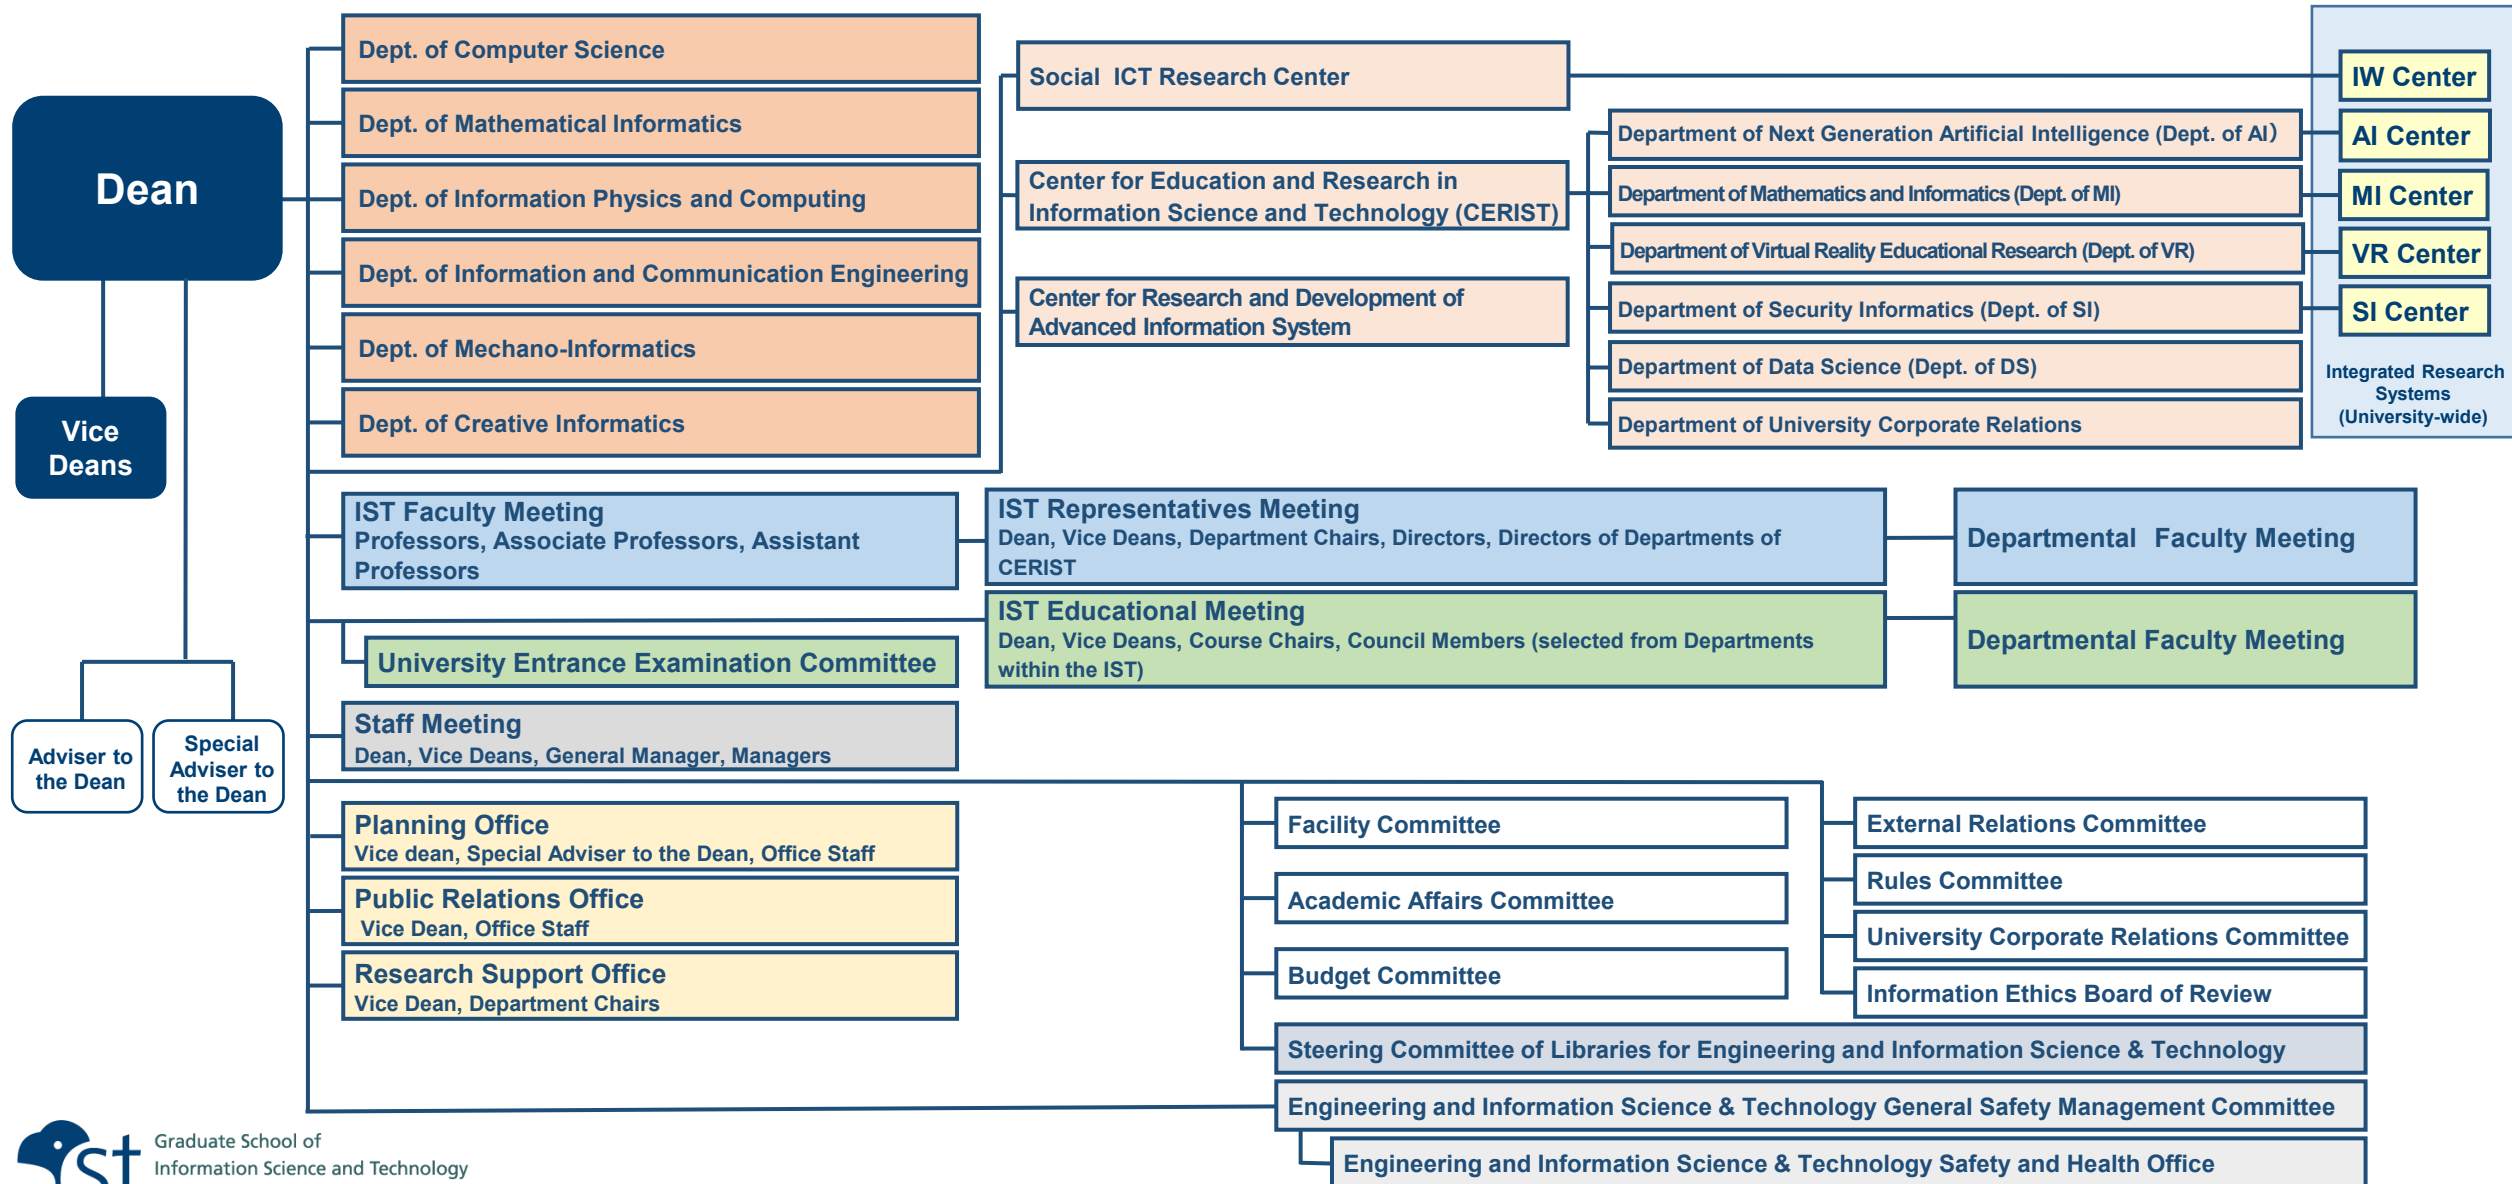 Dean
Vice
Deans
Adviser to
the Dean
Special
Adviser to
the Dean
Dept. of Computer Science
Dept. of Mathematical Informatics
Dept. of Information Physics and Computing
Dept. of Information and Communication Engineering
Dept. of Mechano-Informatics
Dept. of Creative Informatics
Social ICT Research Center
Center for Education and Research in
Information Science and Technology (CERIST)
Center for Research and Development of
Advanced Information System
Department of Next Generation Artificial Intelligence (Dept. of AI）
Department of Mathematics and Informatics (Dept. of MI)
Department of Virtual Reality Educational Research (Dept. of VR)
Department of Security Informatics (Dept. of SI)
Department of Data Science (Dept. of DS)
Department of University Corporate Relations
IW Center
AI Center
MI Center
VR Center
SI Center
Integrated Research
Systems
(University-wide)
IST Faculty Meeting
Professors, Associate Professors, Assistant
Professors
IST Representatives Meeting
Dean, Vice Deans, Department Chairs, Directors, Directors of Departments of
CERIST
Departmental Faculty Meeting
IST Educational Meeting
Dean, Vice Deans, Course Chairs, Council Members (selected from Departments
within the IST)
Departmental Faculty Meeting
University Entrance Examination Committee
Staff Meeting
Dean, Vice Deans, General Manager, Managers
Planning Office
Vice dean, Special Adviser to the Dean, Office Staff
Public Relations Office
Vice Dean, Office Staff
Research Support Office
Vice Dean, Department Chairs
Facility Committee
Academic Affairs Committee
Budget Committee
External Relations Committee
Rules Committee
University Corporate Relations Committee
Information Ethics Board of Review
Steering Committee of Libraries for Engineering and Information Science & Technology
Engineering and Information Science & Technology General Safety Management Committee
Engineering and Information Science & Technology Safety and Health Office
ist
Graduate School of
Information Science and Technology